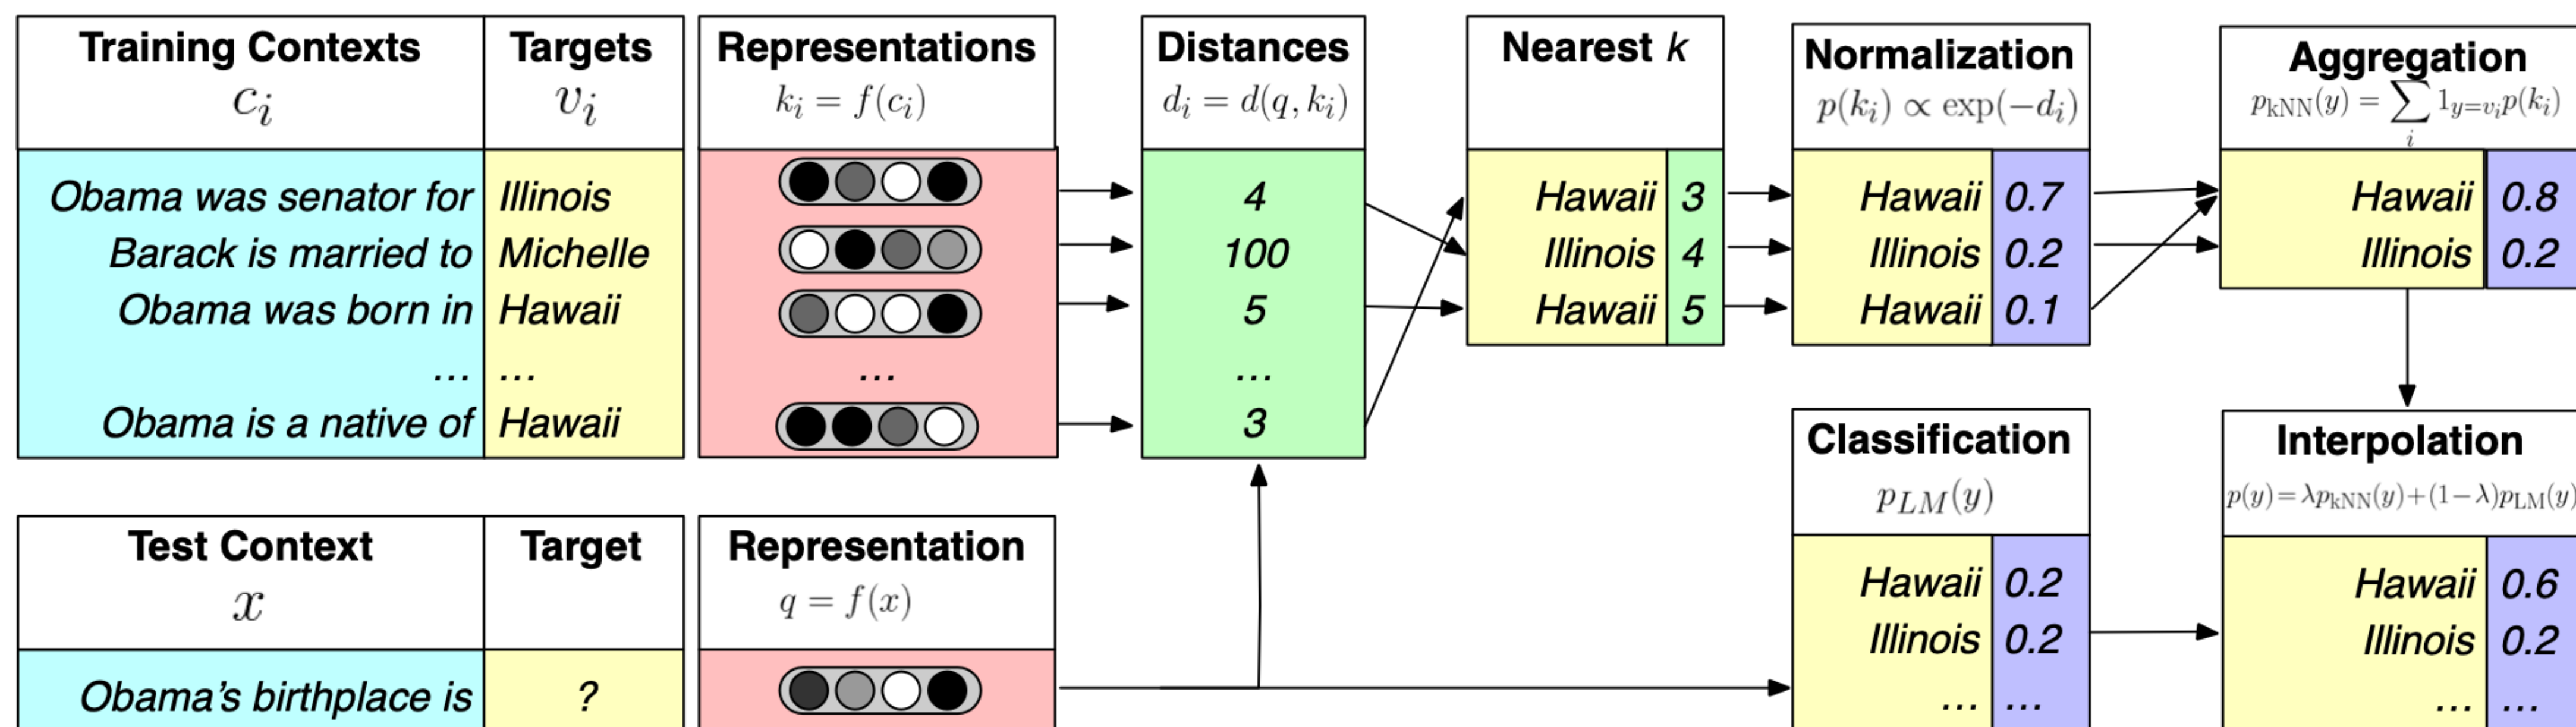 Training Contexts Targets Representations Distances Nearest k Normalization Aggregation
c_i v_i k_i = f(c_i) d_i = d(q, k_i) p(k_i) ∝ exp(−d_i) p_kNN(y) = ∑_i 1_{y=v_i} p(k_i)
Obama was senator for Illinois 4 Hawaii 3 Hawaii 0.7 Hawaii 0.8
Barack is married to Michelle 100 Illinois 4 Illinois 0.2 Illinois 0.2
Obama was born in Hawaii 5 Hawaii 5 Hawaii 0.1
... ... ... ...
Obama is a native of Hawaii 3
Classification Interpolation
p_LM(y) p(y)=λp_kNN(y)+(1−λ)p_LM(y)
Test Context Target Representation
x q = f(x)
Hawaii 0.2 Hawaii 0.6
Illinois 0.2 Illinois 0.2
Obama's birthplace is ? ... ... ... ...